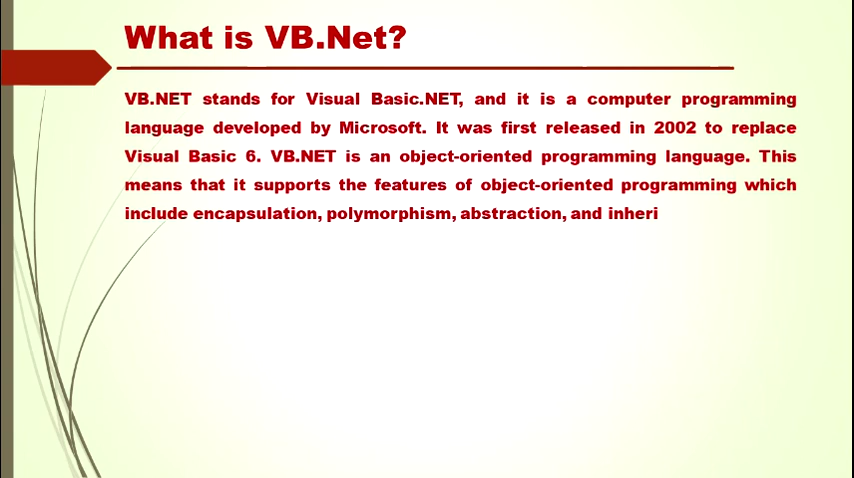 What is VB.Net?
VB.NET stands for Visual Basic.NET, and it is a computer programming
language developed by Microsoft. It was first released in 2002 to replace
Visual Basic 6. VB.NET is an object-oriented programming language. This
means that it supports the features of object-oriented programming which
include encapsulation, polymorphism, abstraction, and inheri